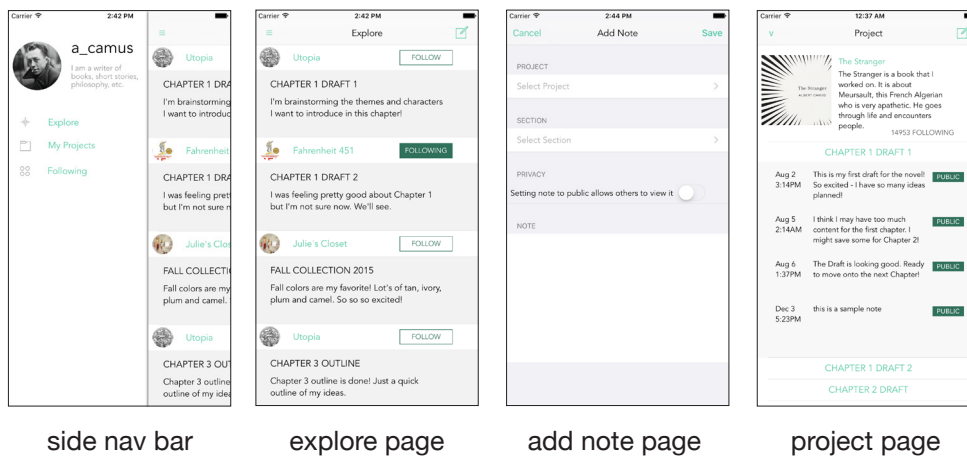 Carrier 2:42 PM
a_camus
I am a writer of
books, short stories,
philosophy, etc.
Explore
My Projects
Following
Utopia
CHAPTER 1 DRA
I'm brainstorming
I want to introduc
Fahrenheit
CHAPTER 1 DRA
I was feeling prett
but I'm not sure n
Julie's Clos
FALL COLLECTI
Fall colors are my
plum and camel.
Utopia
CHAPTER 3 OUT
Chapter 3 outline
outline of my idea
side nav bar
Carrier 2:42 PM
Explore
Utopia FOLLOW
CHAPTER 1 DRAFT 1
I'm brainstorming the themes and characters
I want to introduce in this chapter!
Fahrenheit 451 FOLLOWING
CHAPTER 1 DRAFT 2
I was feeling pretty good about Chapter 1
but I'm not sure now. We'll see.
Julie's Closet FOLLOW
FALL COLLECTION 2015
Fall colors are my favorite! Lot's of tan, ivory,
plum and camel. So so so excited!
Utopia FOLLOW
CHAPTER 3 OUTLINE
Chapter 3 outline is done! Just a quick
outline of my ideas.
explore page
Carrier 2:44 PM
Cancel Add Note Save
PROJECT
Select Project
SECTION
Select Section
PRIVACY
Setting note to public allows others to view it
NOTE
add note page
Carrier 12:37 AM
v Project
The Stranger
ALBERT CAMUS
The Stranger
The Stranger is a book that I
worked on. It is about
Meursault, this French Algerian
who is very apathetic. He goes
through life and encounters
people.
14953 FOLLOWING
CHAPTER 1 DRAFT 1
Aug 2 This is my first draft for the novel! PUBLIC
3:14PM So excited - I have so many ideas
planned!
Aug 5 I think I may have too much PUBLIC
2:14AM content for the first chapter. I
might save some for Chapter 2!
Aug 6 The Draft is looking good. Ready PUBLIC
1:37PM to move onto the next Chapter!
Dec 3 this is a sample note PUBLIC
5:23PM
CHAPTER 1 DRAFT 2
CHAPTER 2 DRAFT
project page